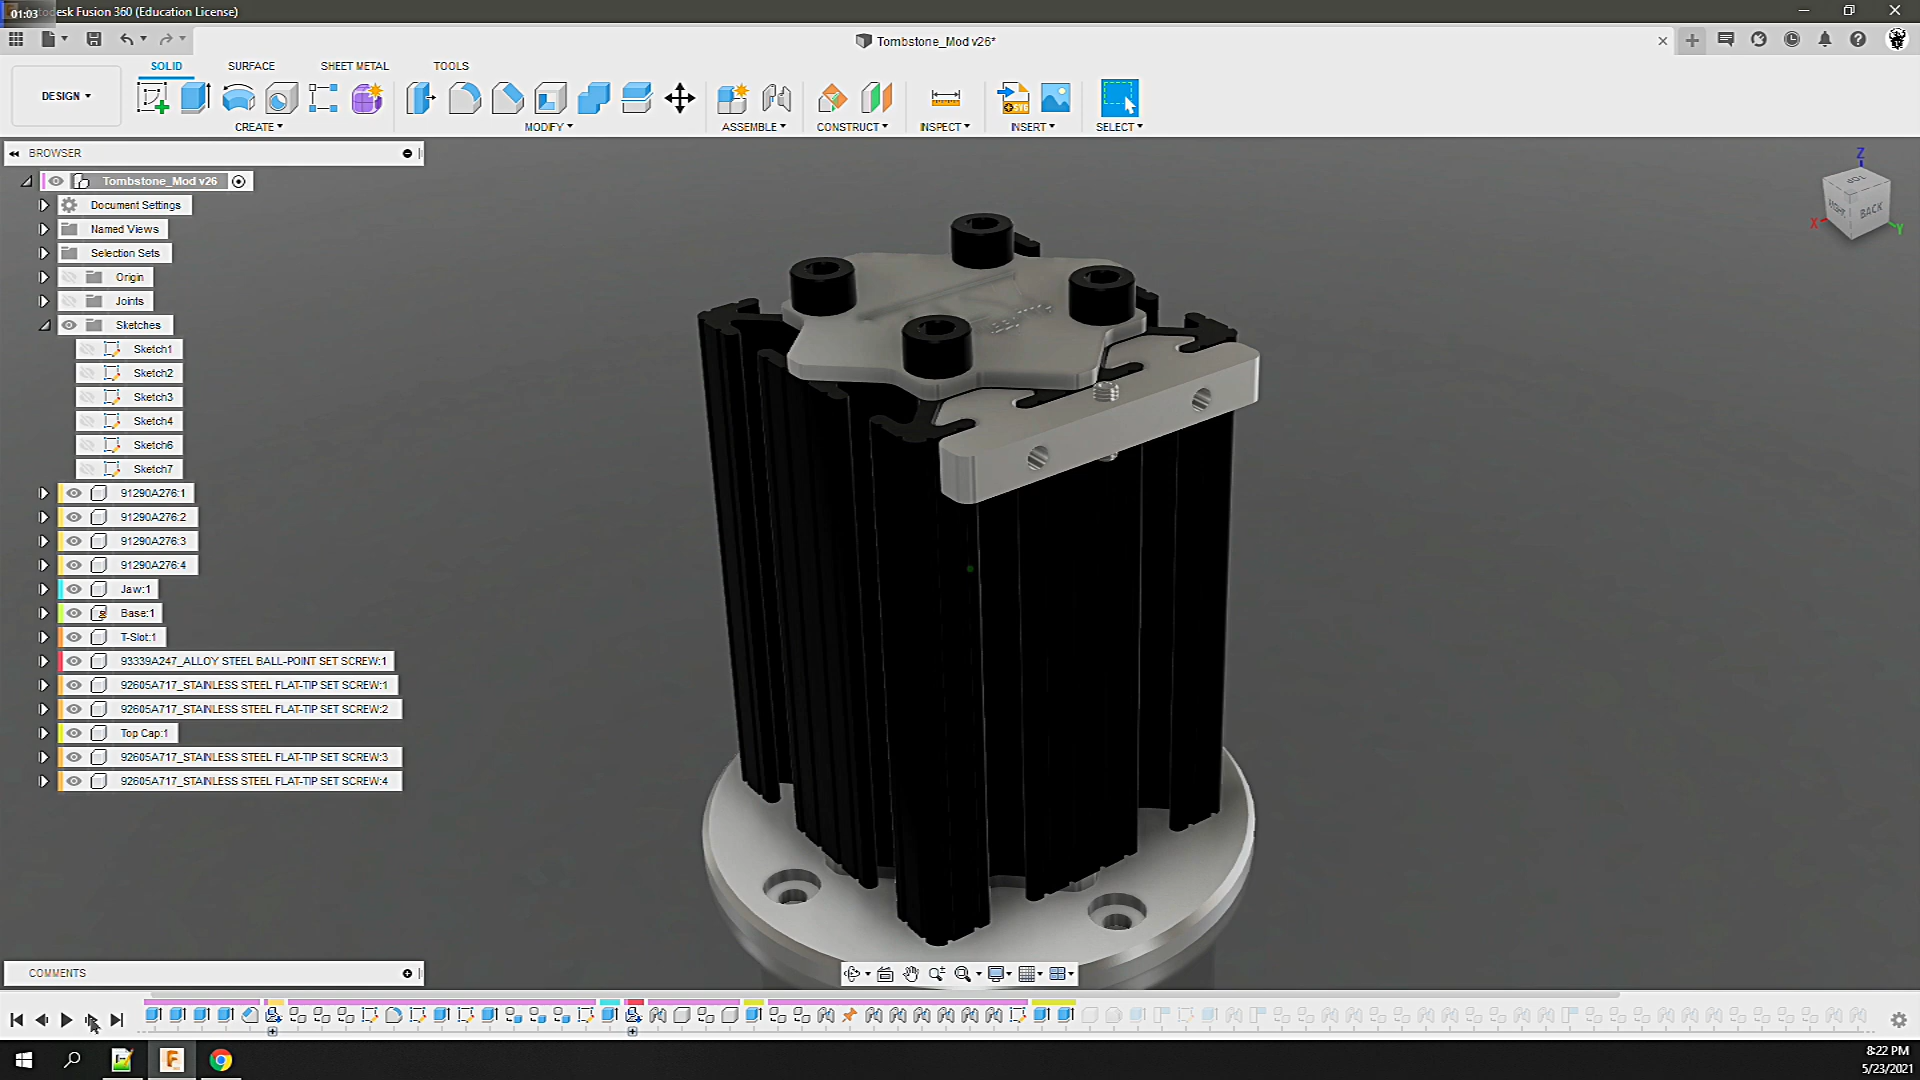 01:03
Autodesk Fusion 360 (Education License)
Tombstone_Mod v26*
SOLID
SURFACE
SHEET METAL
TOOLS
DESIGN
CREATE
MODIFY
ASSEMBLE
CONSTRUCT
INSPECT
INSERT
SELECT
SVG
BROWSER
Tombstone_Mod v26
Document Settings
Named Views
Selection Sets
Origin
Joints
Sketches
Sketch1
Sketch2
Sketch3
Sketch4
Sketch6
Sketch7
91290A276:1
91290A276:2
91290A276:3
91290A276:4
Jaw:1
Base:1
T-Slot:1
93339A247_ALLOY STEEL BALL-POINT SET SCREW:1
92605A717_STAINLESS STEEL FLAT-TIP SET SCREW:1
92605A717_STAINLESS STEEL FLAT-TIP SET SCREW:2
Top Cap:1
92605A717_STAINLESS STEEL FLAT-TIP SET SCREW:3
92605A717_STAINLESS STEEL FLAT-TIP SET SCREW:4
Z
TOP
RIGHT
BACK
X
Y
COMMENTS
8:22 PM
5/23/2021